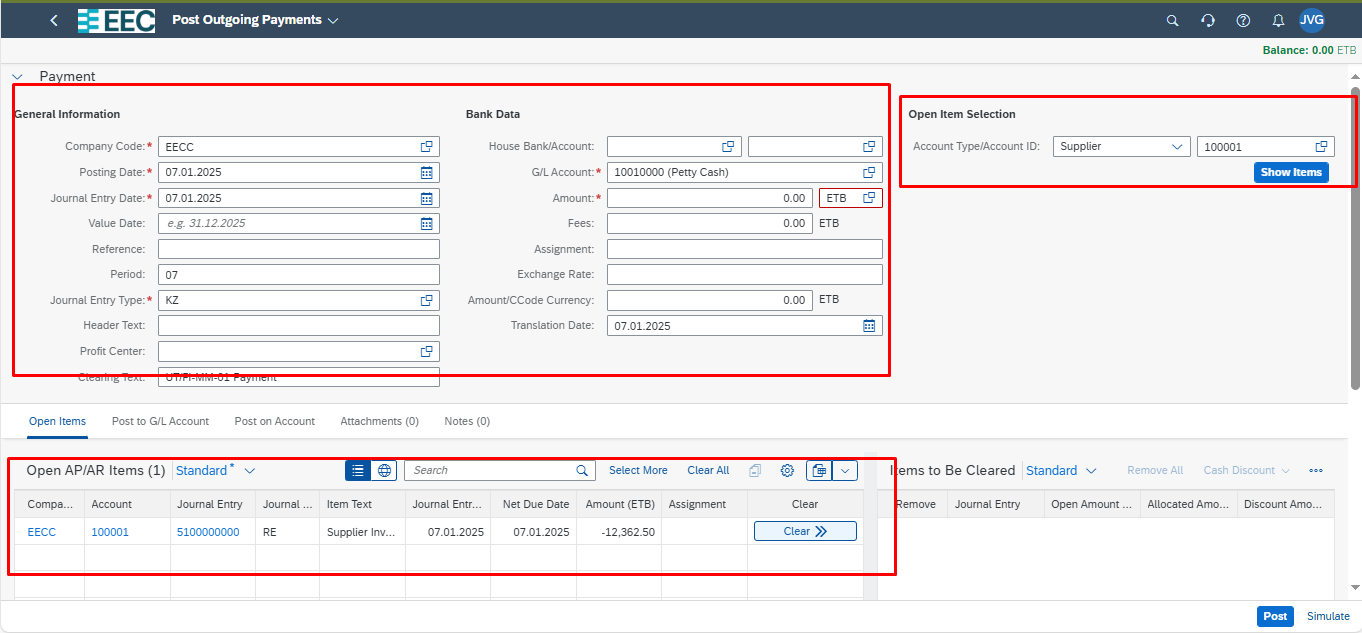 EEC Post Outgoing Payments JVG
Balance: 0.00 ETB
Payment
General Information
Company Code:* EECC
Posting Date:* 07.01.2025
Journal Entry Date:* 07.01.2025
Value Date: e.g. 31.12.2025
Reference:
Period: 07
Journal Entry Type:* KZ
Header Text:
Profit Center:
Clearing Text: UT/FI-MM-01 Payment
Bank Data
House Bank/Account:
G/L Account:* 10010000 (Petty Cash)
Amount:* 0.00 ETB
Fees: 0.00 ETB
Assignment:
Exchange Rate:
Amount/CCode Currency: 0.00 ETB
Translation Date: 07.01.2025
Open Item Selection
Account Type/Account ID: Supplier 100001
Show Items
Open Items Post to G/L Account Post on Account Attachments (0) Notes (0)
Open AP/AR Items (1) Standard* Search Select More Clear All
Compa... Account Journal Entry Journal ... Item Text Journal Entr... Net Due Date Amount (ETB) Assignment Clear
EECC 100001 5100000000 RE Supplier Inv... 07.01.2025 07.01.2025 -12,362.50 Clear
Items to Be Cleared Standard Remove All Cash Discount
Remove Journal Entry Open Amount ... Allocated Amo... Discount Amo...
Post Simulate